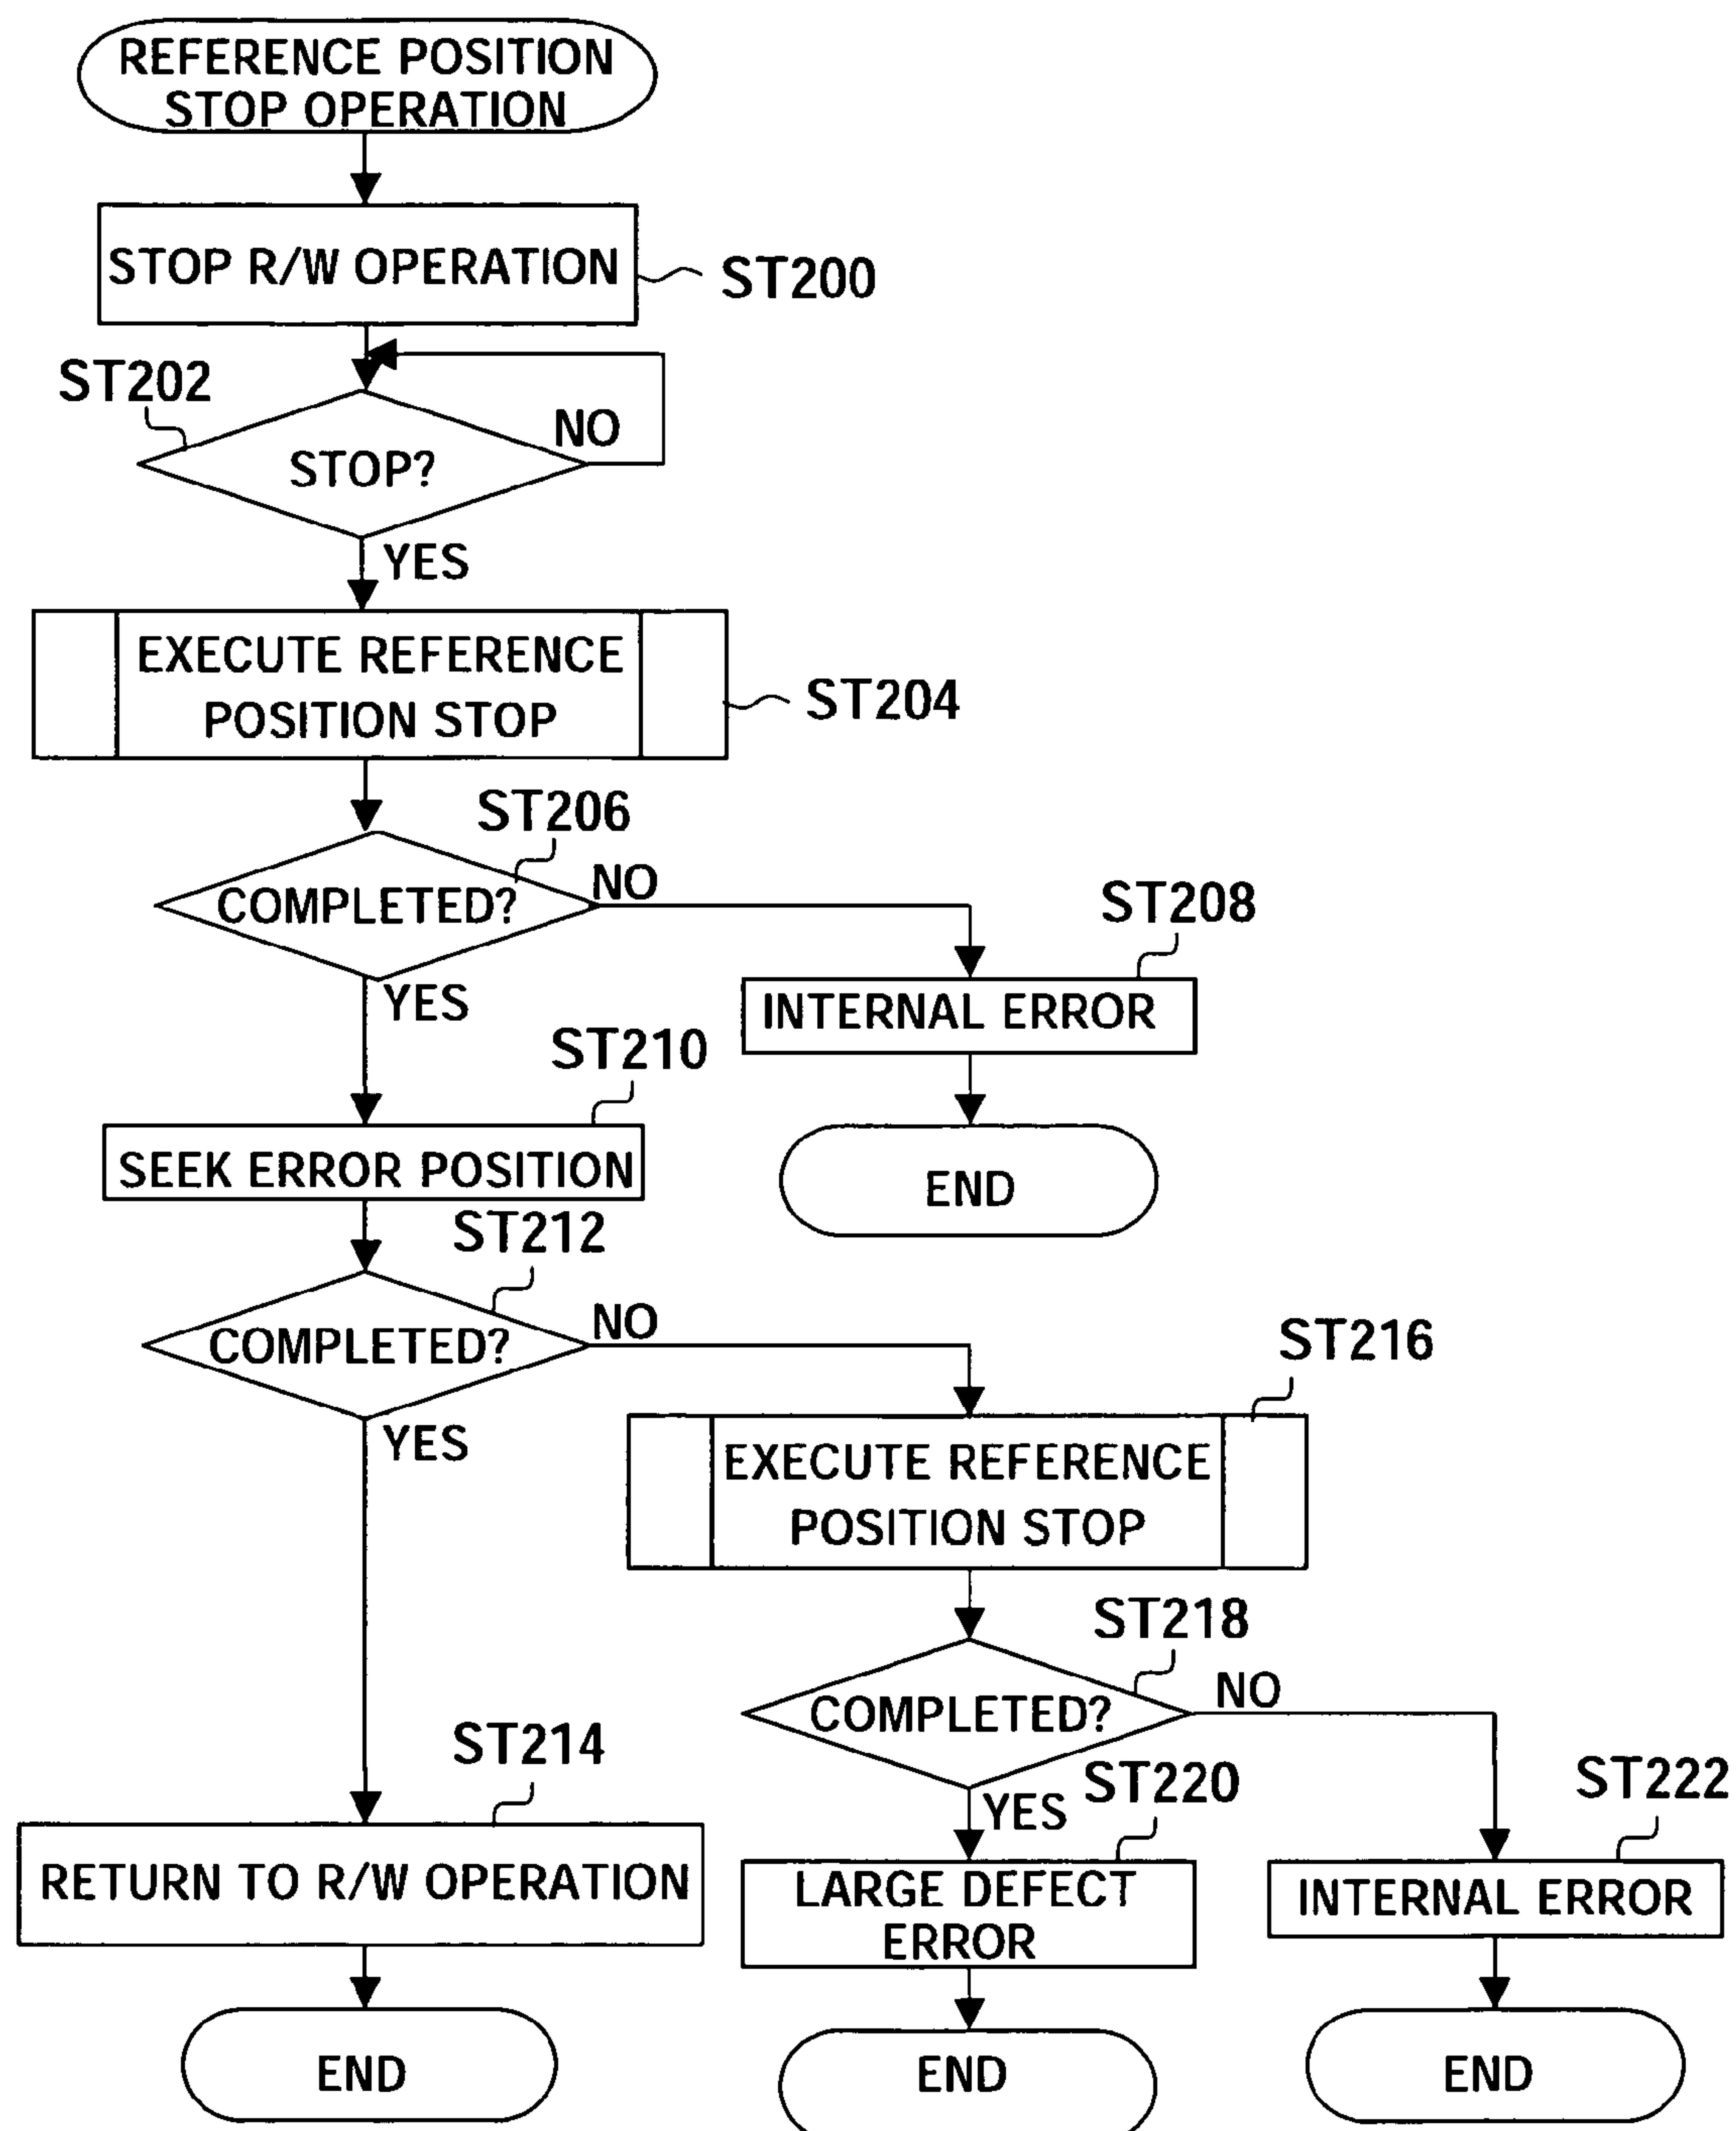 REFERENCE POSITION
STOP OPERATION
STOP R/W OPERATION
ST200
ST202
NO
STOP?
YES
EXECUTE REFERENCE
POSITION STOP
ST204
ST206
NO
COMPLETED?
ST208
YES
INTERNAL ERROR
ST210
SEEK ERROR POSITION
END
ST212
NO
COMPLETED?
ST216
YES
EXECUTE REFERENCE
POSITION STOP
ST218
NO
COMPLETED?
ST214
ST220
ST222
YES
RETURN TO R/W OPERATION
LARGE DEFECT
ERROR
INTERNAL ERROR
END
END
END